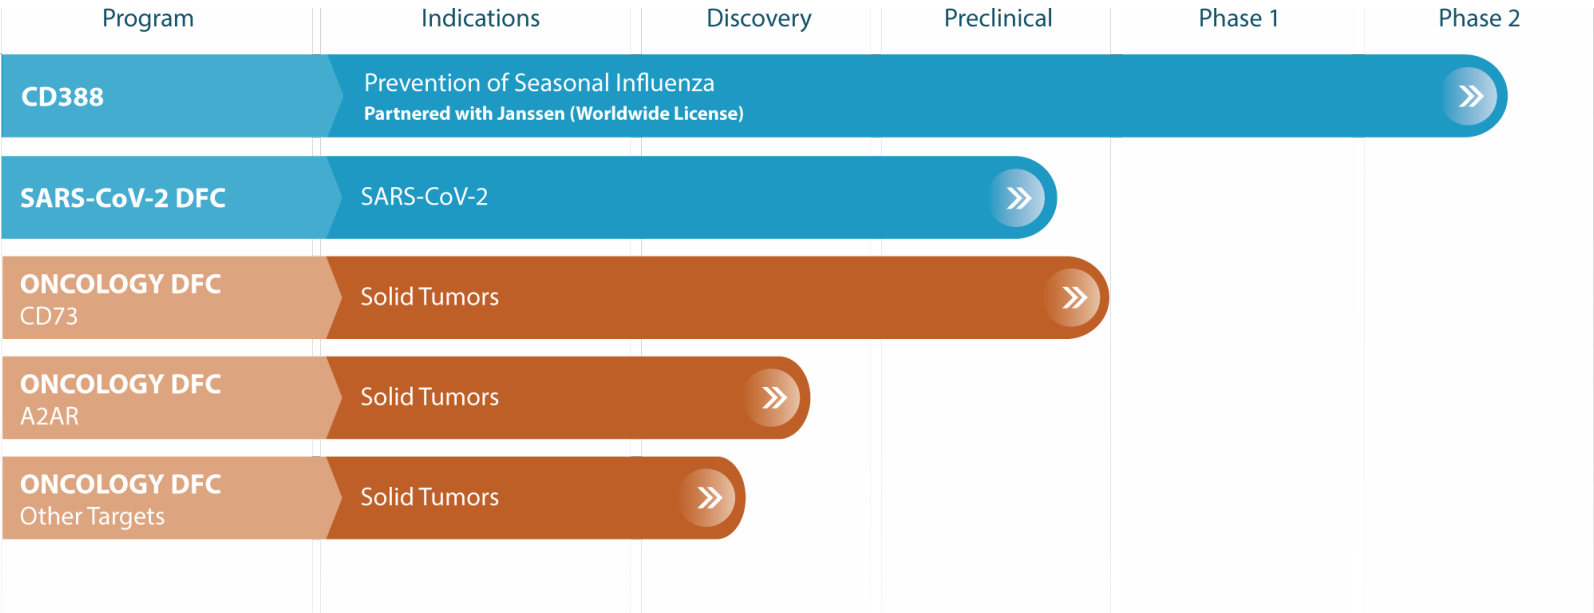 Program Indications Discovery Preclinical Phase 1 Phase 2
CD388
Prevention of Seasonal Influenza
Partnered with Janssen (Worldwide License)
SARS-CoV-2 DFC
SARS-CoV-2
ONCOLOGY DFC
CD73
Solid Tumors
ONCOLOGY DFC
A2AR
Solid Tumors
ONCOLOGY DFC
Other Targets
Solid Tumors